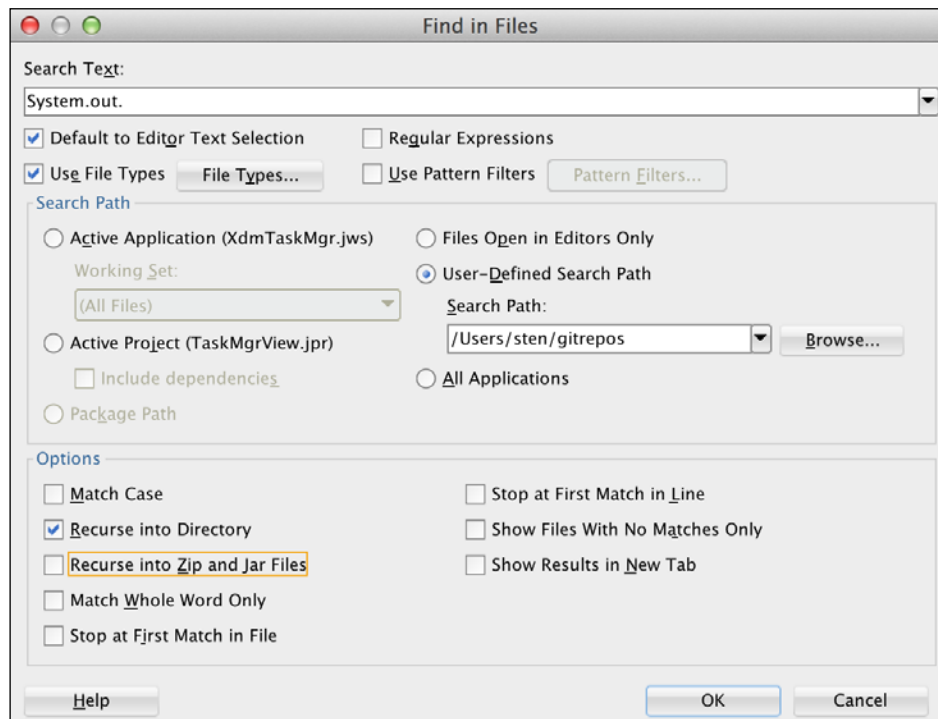 Find in Files
Search Text:
System.out.
Default to Editor Text Selection
Regular Expressions
Use File Types
File Types...
Use Pattern Filters
Pattern Filters...
Search Path
Active Application (XdmTaskMgr.jws)
Working Set:
(All Files)
Active Project (TaskMgrView.jpr)
Include dependencies
Package Path
Files Open in Editors Only
User-Defined Search Path
Search Path:
/Users/sten/gitrepos
Browse...
All Applications
Options
Match Case
Recurse into Directory
Recurse into Zip and Jar Files
Match Whole Word Only
Stop at First Match in File
Stop at First Match in Line
Show Files With No Matches Only
Show Results in New Tab
Help
OK
Cancel